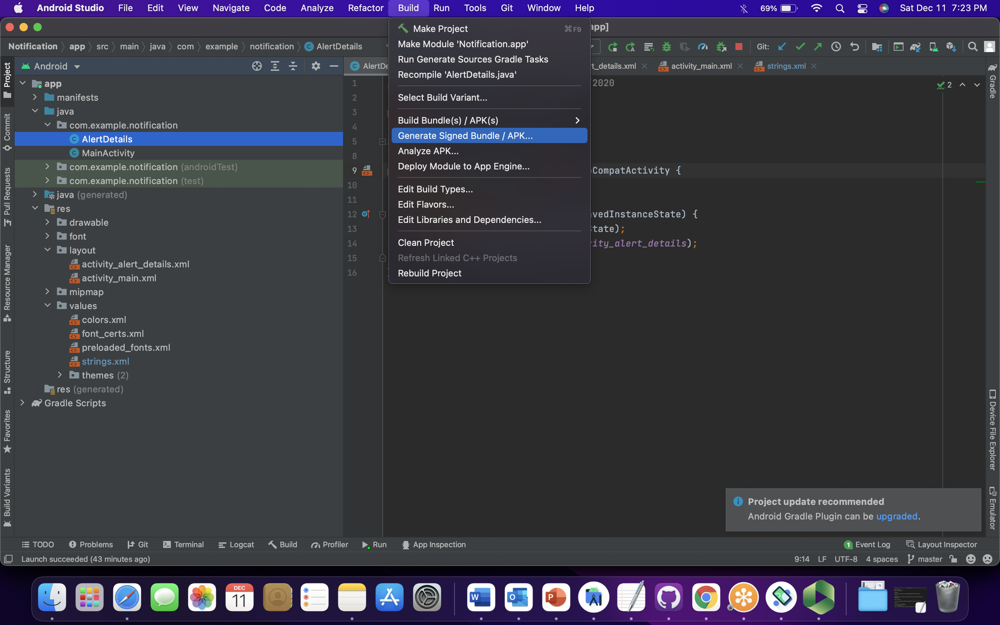 Android Studio File Edit View Navigate Code Analyze Refactor Build Run Tools Git Window Help 69% Sat Dec 11 7:23 PM
app]
Notification app src main java com example notification AlertDetails Git:
Android
AlertDe
t_details.xml activity_main.xml strings.xml
Make Project ⌘F9
Make Module 'Notification.app'
Run Generate Sources Gradle Tasks
Recompile 'AlertDetails.java'
Select Build Variant...
Build Bundle(s) / APK(s)
Generate Signed Bundle / APK...
Analyze APK...
Deploy Module to App Engine...
Edit Build Types...
Edit Flavors...
Edit Libraries and Dependencies...
Clean Project
Refresh Linked C++ Projects
Rebuild Project
app
manifests
java
com.example.notification
AlertDetails
MainActivity
com.example.notification (androidTest)
com.example.notification (test)
java (generated)
res
drawable
font
layout
activity_alert_details.xml
activity_main.xml
mipmap
values
colors.xml
font_certs.xml
preloaded_fonts.xml
strings.xml
themes (2)
res (generated)
Gradle Scripts
Project
Commit
Pull Requests
Resource Manager
Structure
Favorites
Build Variants
1
2
3
4
5
8
9
10
11
12
13
14
15
16
2020
2
CompatActivity {
avedInstanceState) {
tate);
ity_alert_details);
Gradle
Device File Explorer
Emulator
Project update recommended
Android Gradle Plugin can be upgraded.
TODO Problems Git Terminal Logcat Build Profiler Run App Inspection 1 Event Log Layout Inspector
Launch succeeded (43 minutes ago) 9:14 LF UTF-8 4 spaces master
DEC
11
W
O
P